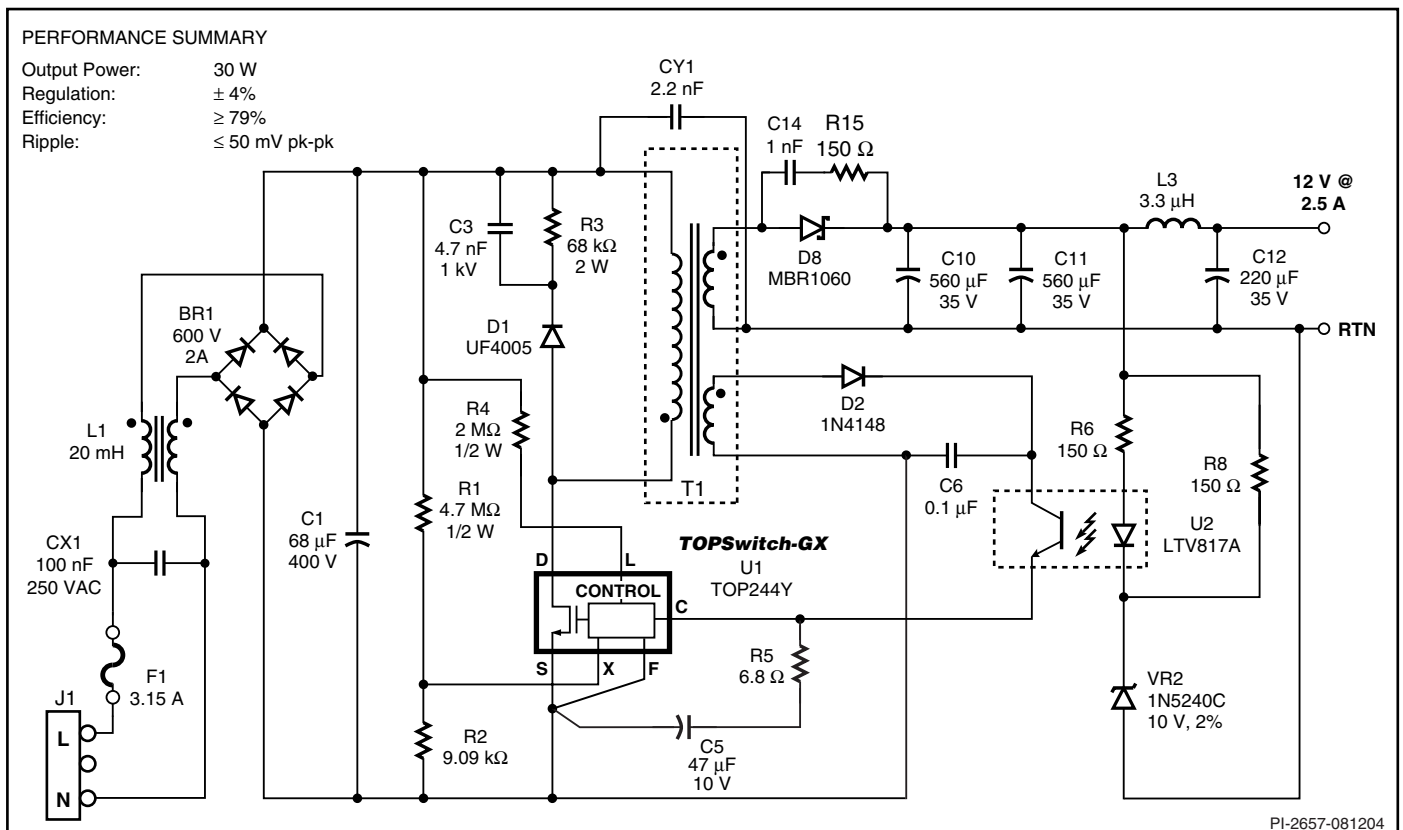 PERFORMANCE SUMMARY
Output Power: 30 W
Regulation: ± 4%
Efficiency: ≥ 79%
Ripple: ≤ 50 mV pk-pk
CY1
2.2 nF
C14
1 nF
R15
150 Ω
L3
3.3 μH
12 V @
2.5 A
C3
4.7 nF
1 kV
R3
68 kΩ
2 W
D8
MBR1060
C10
560 μF
35 V
C11
560 μF
35 V
C12
220 μF
35 V
RTN
BR1
600 V
2A
D1
UF4005
D2
1N4148
L1
20 mH
R4
2 MΩ
1/2 W
R6
150 Ω
R8
150 Ω
T1
C6
0.1 μF
R1
4.7 MΩ
1/2 W
C1
68 μF
400 V
CX1
100 nF
250 VAC
TOPSwitch-GX
U1
TOP244Y
U2
LTV817A
D
L
CONTROL
C
S
X
F
R5
6.8 Ω
VR2
1N5240C
10 V, 2%
F1
3.15 A
J1
L
N
R2
9.09 kΩ
C5
47 μF
10 V
PI-2657-081204